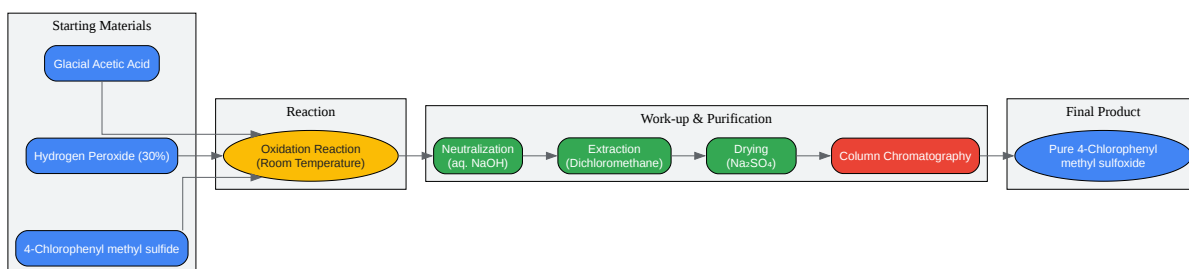 Starting Materials
Glacial Acetic Acid
Hydrogen Peroxide (30%)
4-Chlorophenyl methyl sulfide
Reaction
Oxidation Reaction
(Room Temperature)
Work-up & Purification
Neutralization
(aq. NaOH)
Extraction
(Dichloromethane)
Drying
(Na₂SO₄)
Column Chromatography
Final Product
Pure 4-Chlorophenyl
methyl sulfoxide